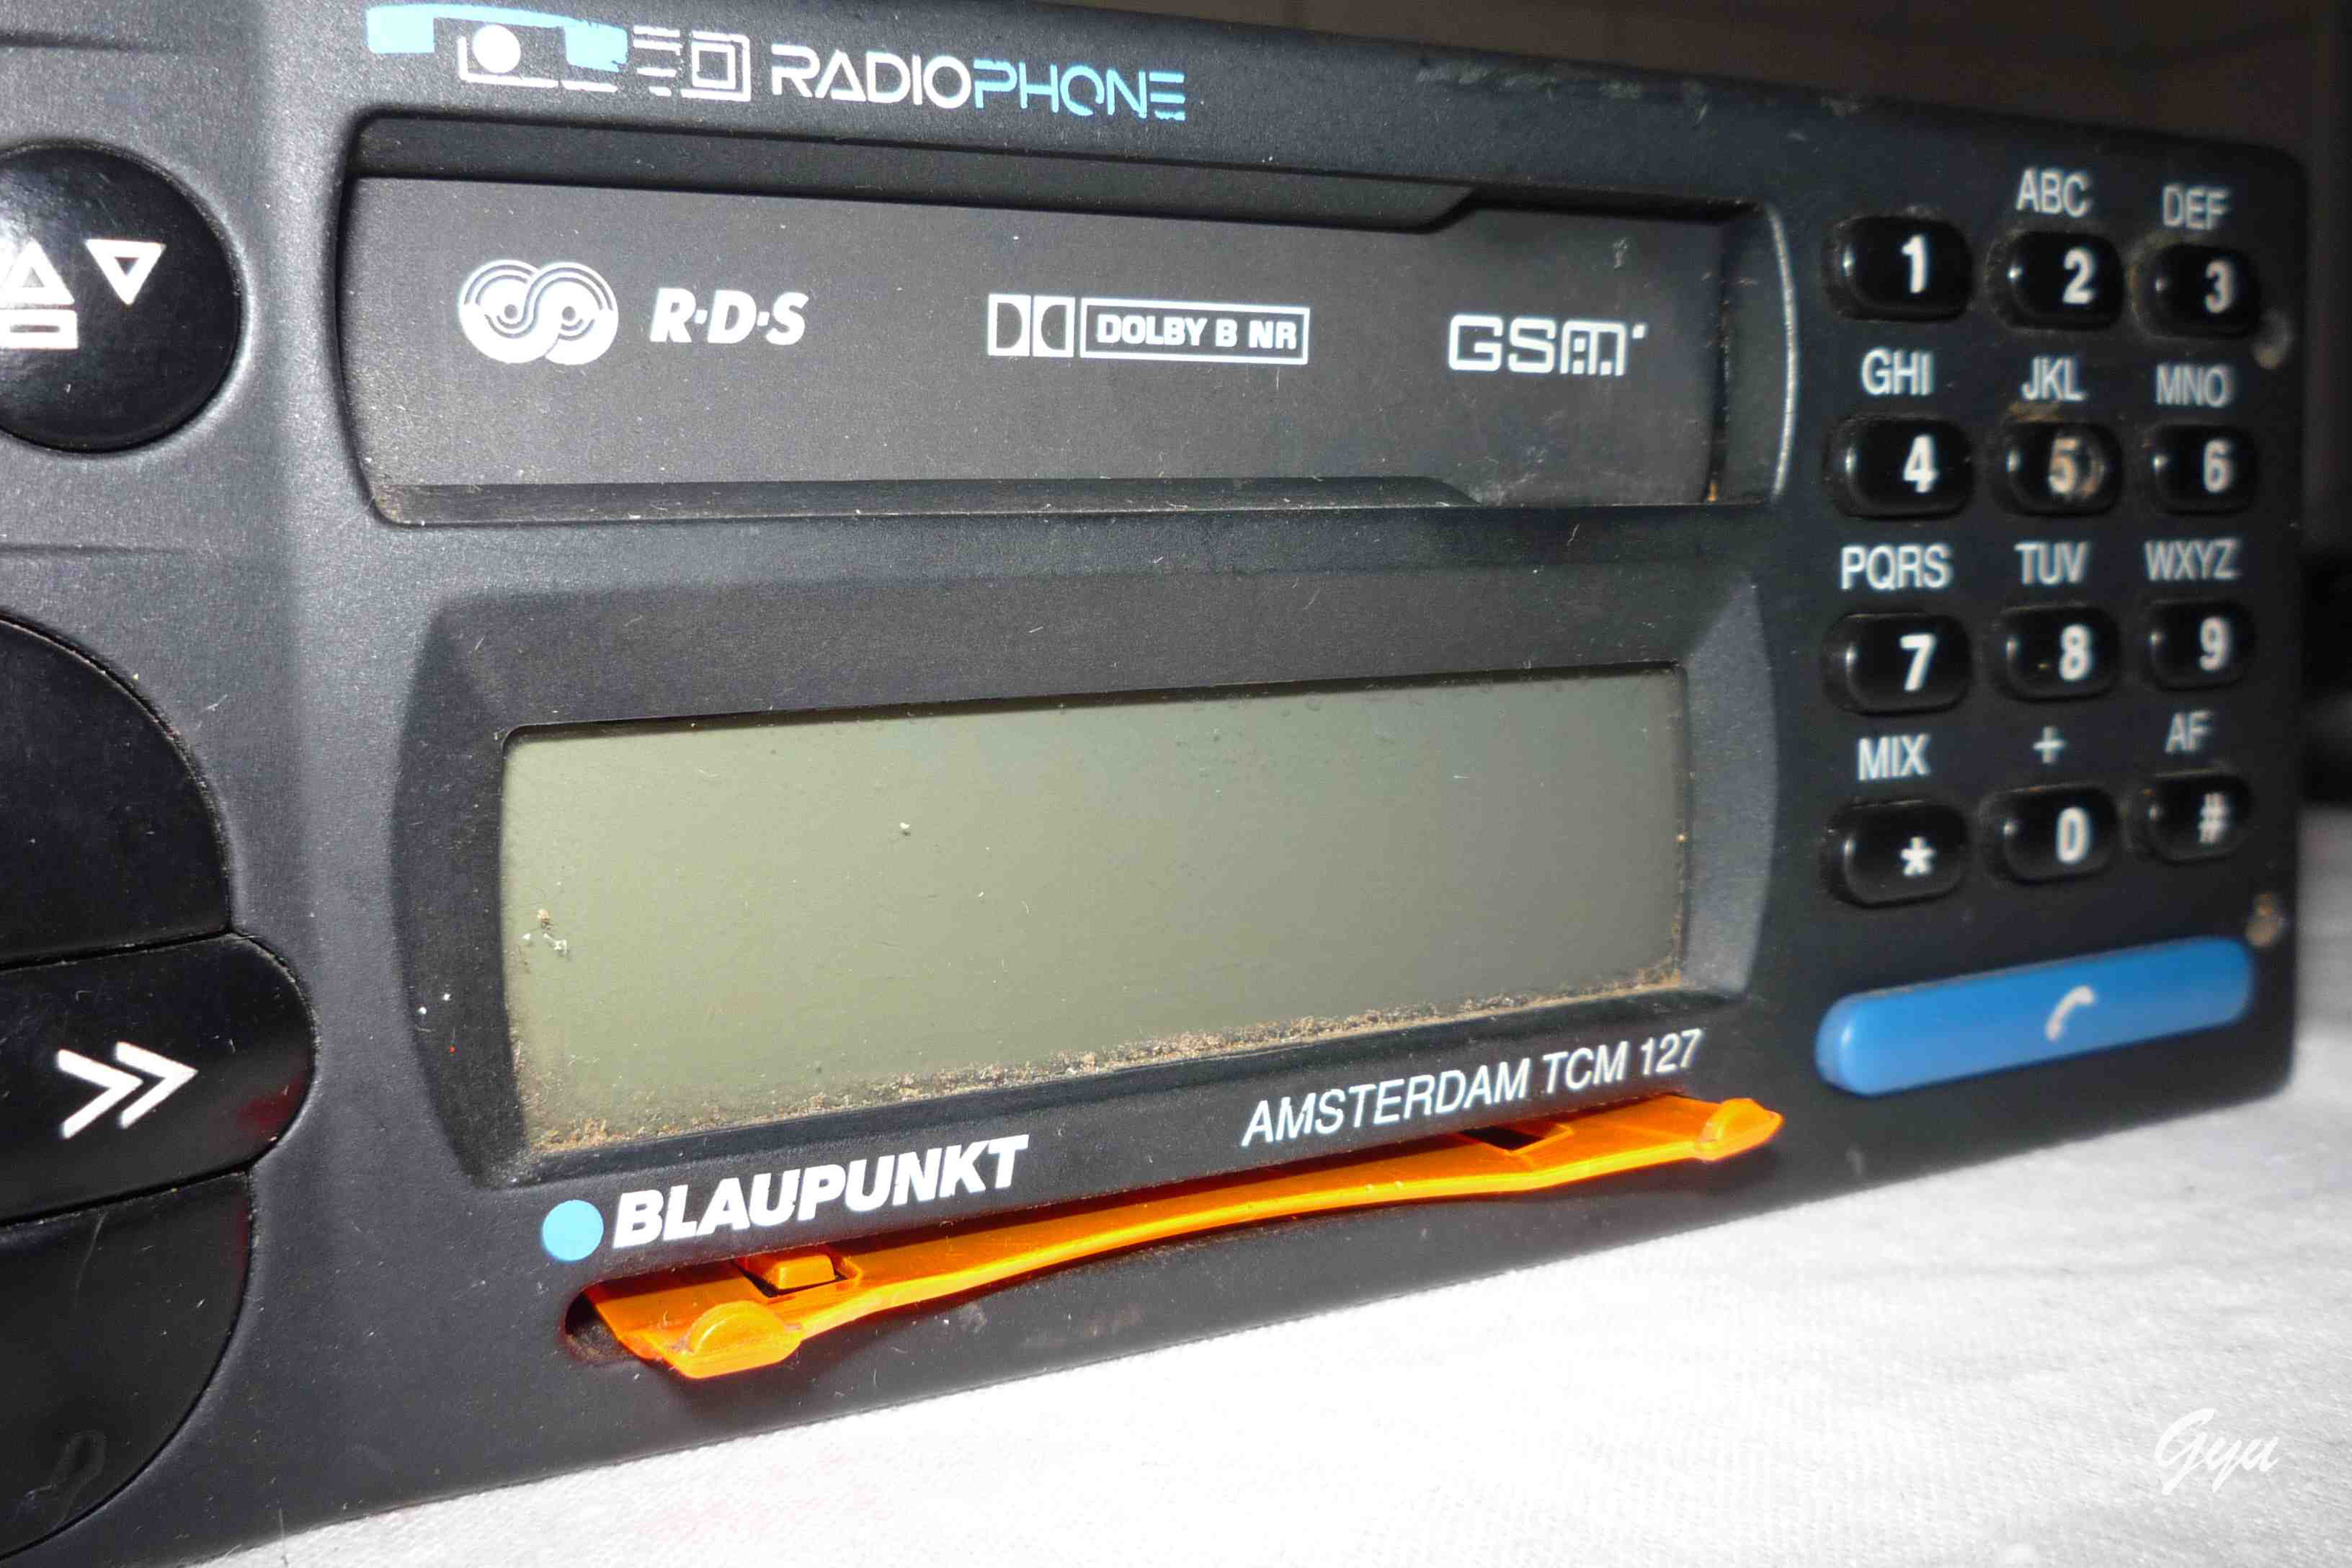 RADIOPHONE
R·D·S
DOLBY B NR
GSM
ABC DEF
1 2 3
GHI JKL MNO
4 5 6
PQRS TUV WXYZ
7 8 9
MIX + AF
* 0 #
AMSTERDAM TCM 127
BLAUPUNKT
Gyu